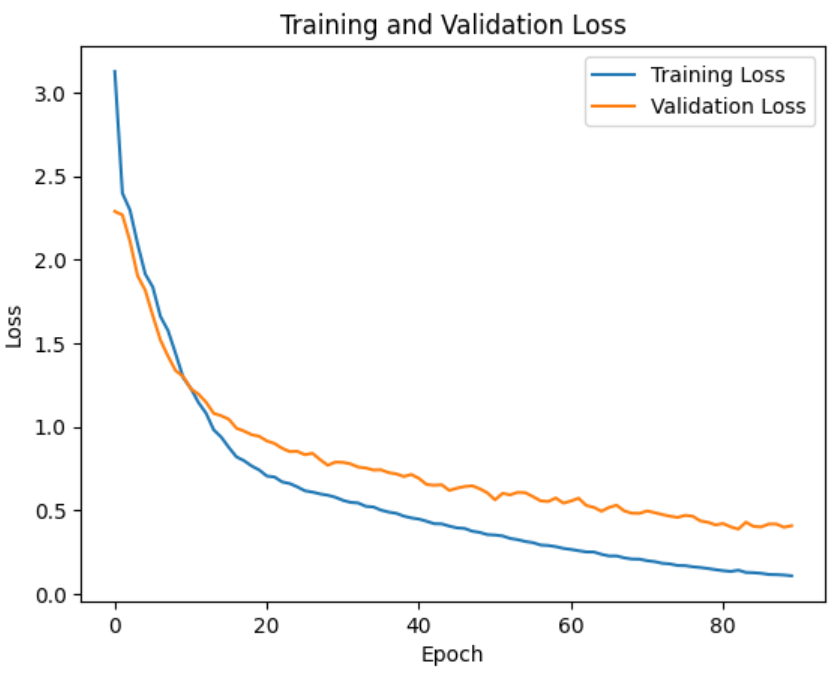 Training and Validation Loss
Training Loss
Validation Loss
3.0
2.5
2.0
1.5
1.0
0.5
0.0
Loss
0 20 40 60 80
Epoch